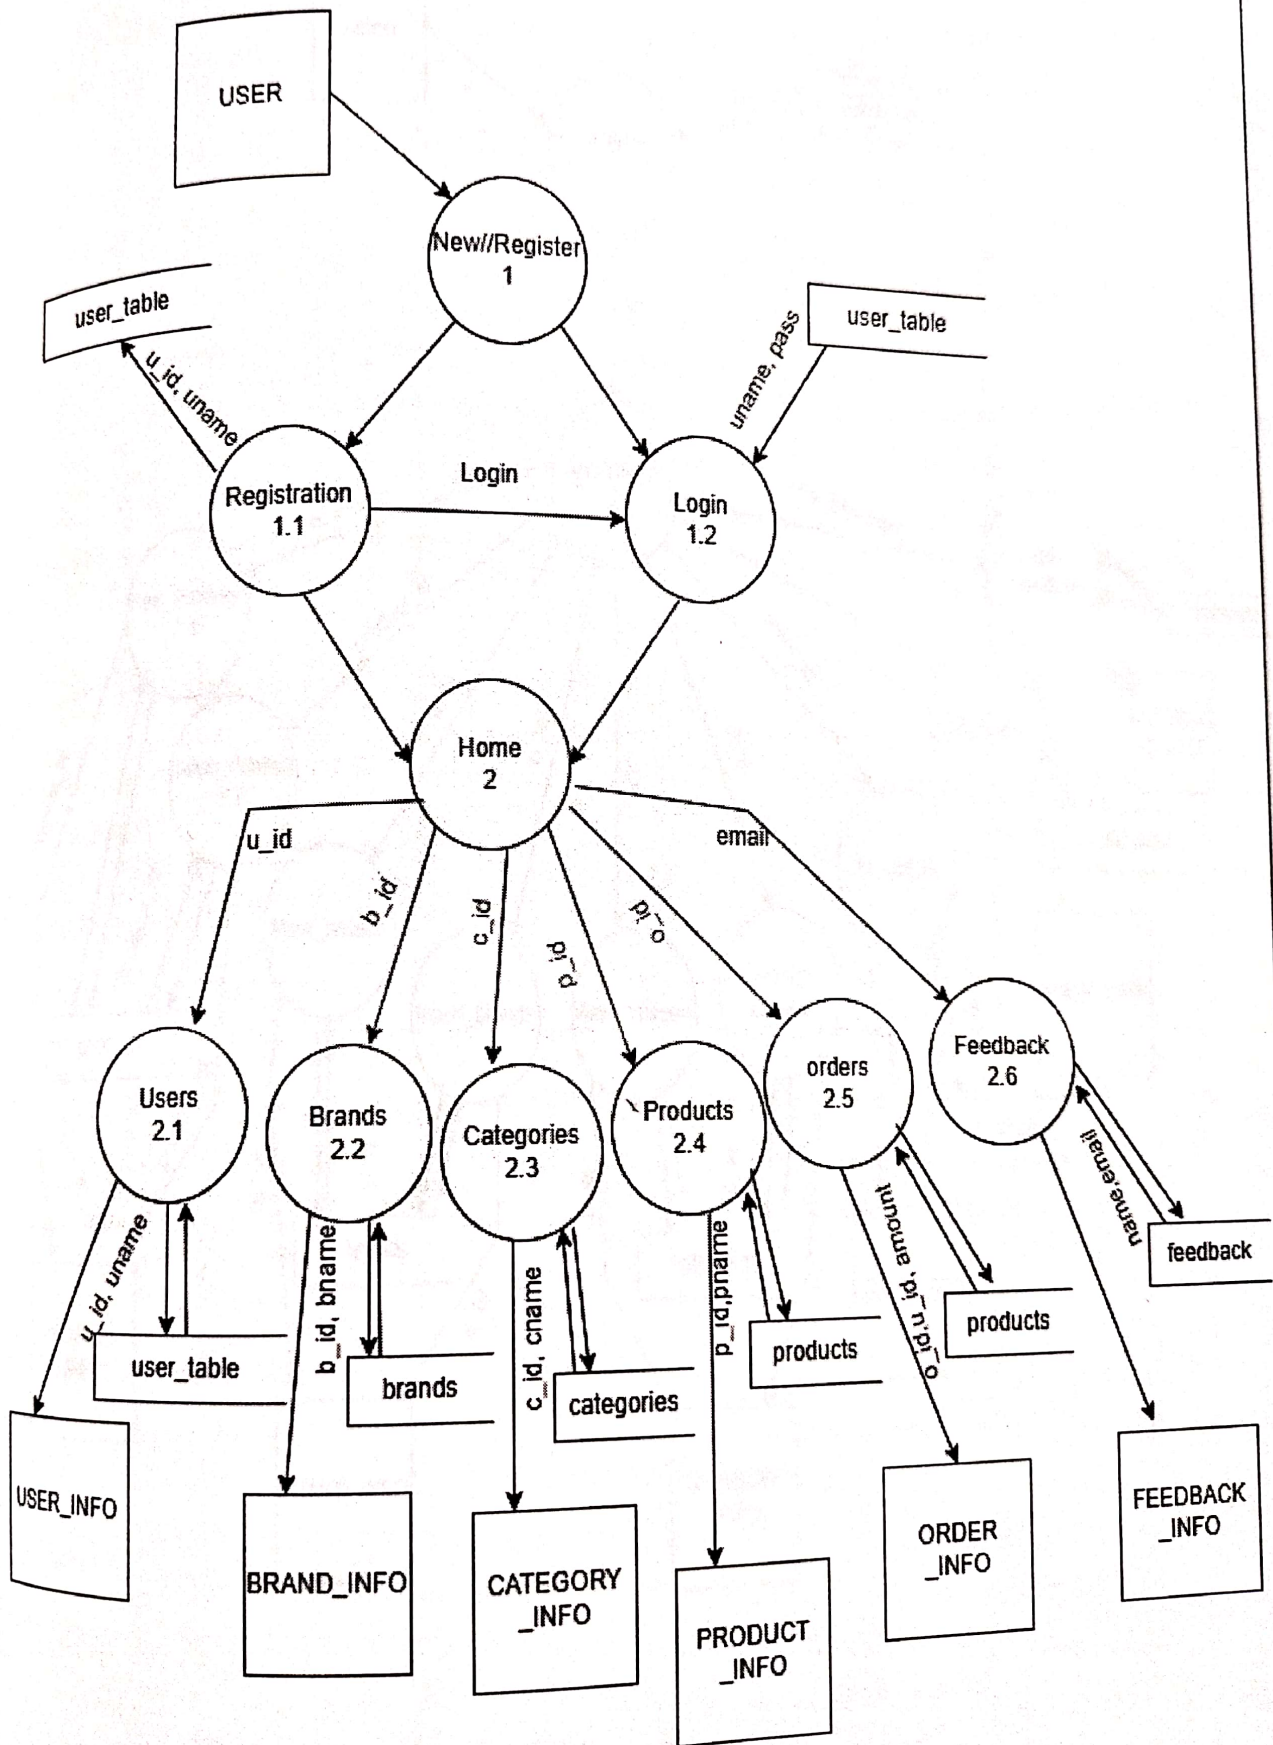 USER
New//Register
1
user_table
user_table
u_id, uname
uname, pass
Registration
1.1
Login
Login
1.2
Home
2
u_id
b_id
c_id
p_id
o_id
email
Users
2.1
Brands
2.2
Categories
2.3
Products
2.4
orders
2.5
Feedback
2.6
u_id, uname
b_id, bname
c_id, cname
p_id,pname
o_id,u_id, amount
name,email
user_table
brands
categories
products
products
feedback
USER_INFO
BRAND_INFO
CATEGORY
_INFO
PRODUCT
_INFO
ORDER
_INFO
FEEDBACK
_INFO